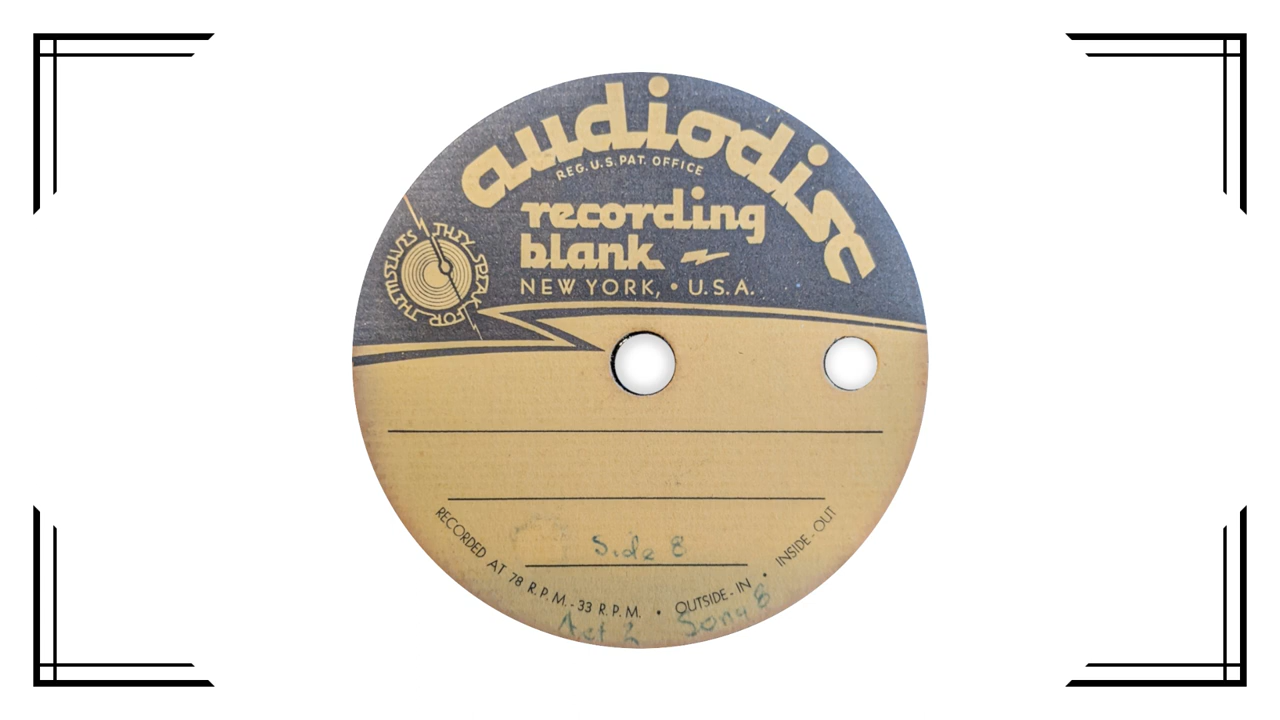 audiodisc
REG. U.S. PAT. OFFICE
recording
blank
NEW YORK, • U.S.A.
THEY SPEAK FOR THEMSELVES
Side 8
RECORDED AT 78 R.P.M. - 33 R.P.M. • OUTSIDE - IN • INSIDE - OUT
Act 2 Song 8